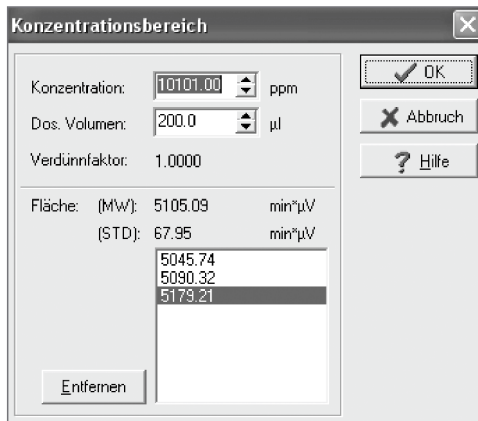 Konzentrationsbereich
Konzentration: 10101.00 ppm
Dos. Volumen: 200.0 µl
Verdünnfaktor: 1.0000
Fläche: (MW): 5105.09 min*µV
(STD): 67.95 min*µV
5045.74
5090.32
5179.21
Entfernen
OK
Abbruch
Hilfe